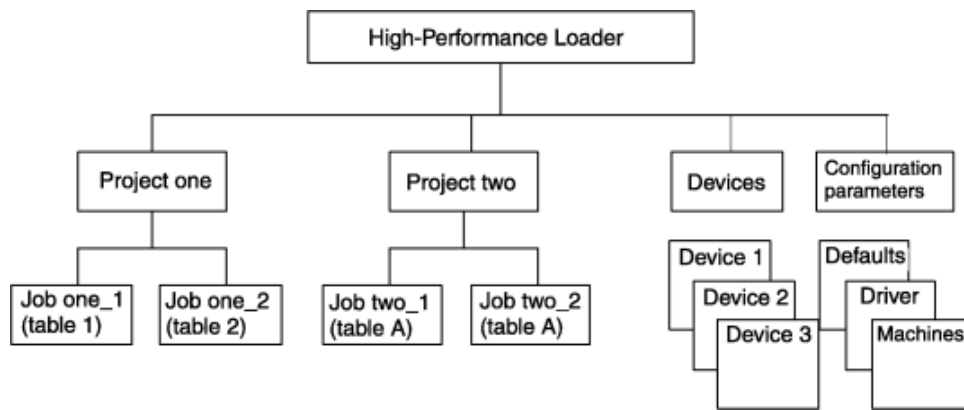 High-Performance Loader
Project one
Project two
Devices
Configuration
parameters
Job one_1
(table 1)
Job one_2
(table 2)
Job two_1
(table A)
Job two_2
(table A)
Device 1
Device 2
Device 3
Defaults
Driver
Machines